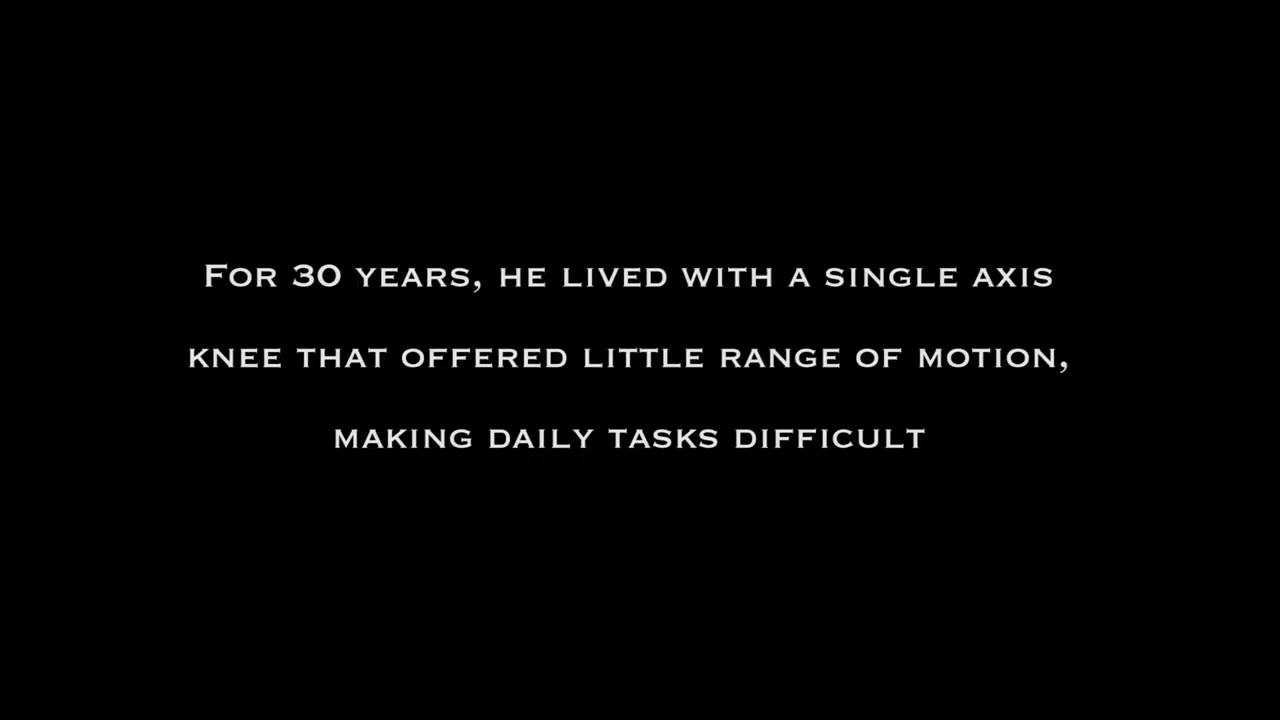 For 30 years, he lived with a single axis
knee that offered little range of motion,
making daily tasks difficult